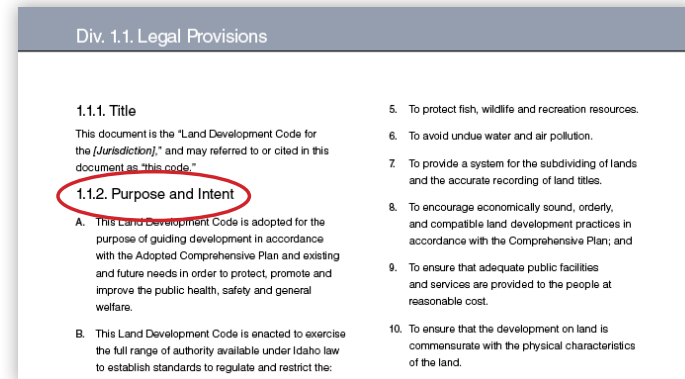 Div. 1.1. Legal Provisions
1.1.1. Title
This document is the "Land Development Code for
the [Jurisdiction]," and may referred to or cited in this
document as "this code."
1.1.2. Purpose and Intent
A. This Land Development Code is adopted for the
purpose of guiding development in accordance
with the Adopted Comprehensive Plan and existing
and future needs in order to protect, promote and
improve the public health, safety and general
welfare.
B. This Land Development Code is enacted to exercise
the full range of authority available under Idaho law
to establish standards to regulate and restrict the:
5. To protect fish, wildlife and recreation resources.
6. To avoid undue water and air pollution.
7. To provide a system for the subdividing of lands
and the accurate recording of land titles.
8. To encourage economically sound, orderly,
and compatible land development practices in
accordance with the Comprehensive Plan; and
9. To ensure that adequate public facilities
and services are provided to the people at
reasonable cost.
10. To ensure that the development on land is
commensurate with the physical characteristics
of the land.